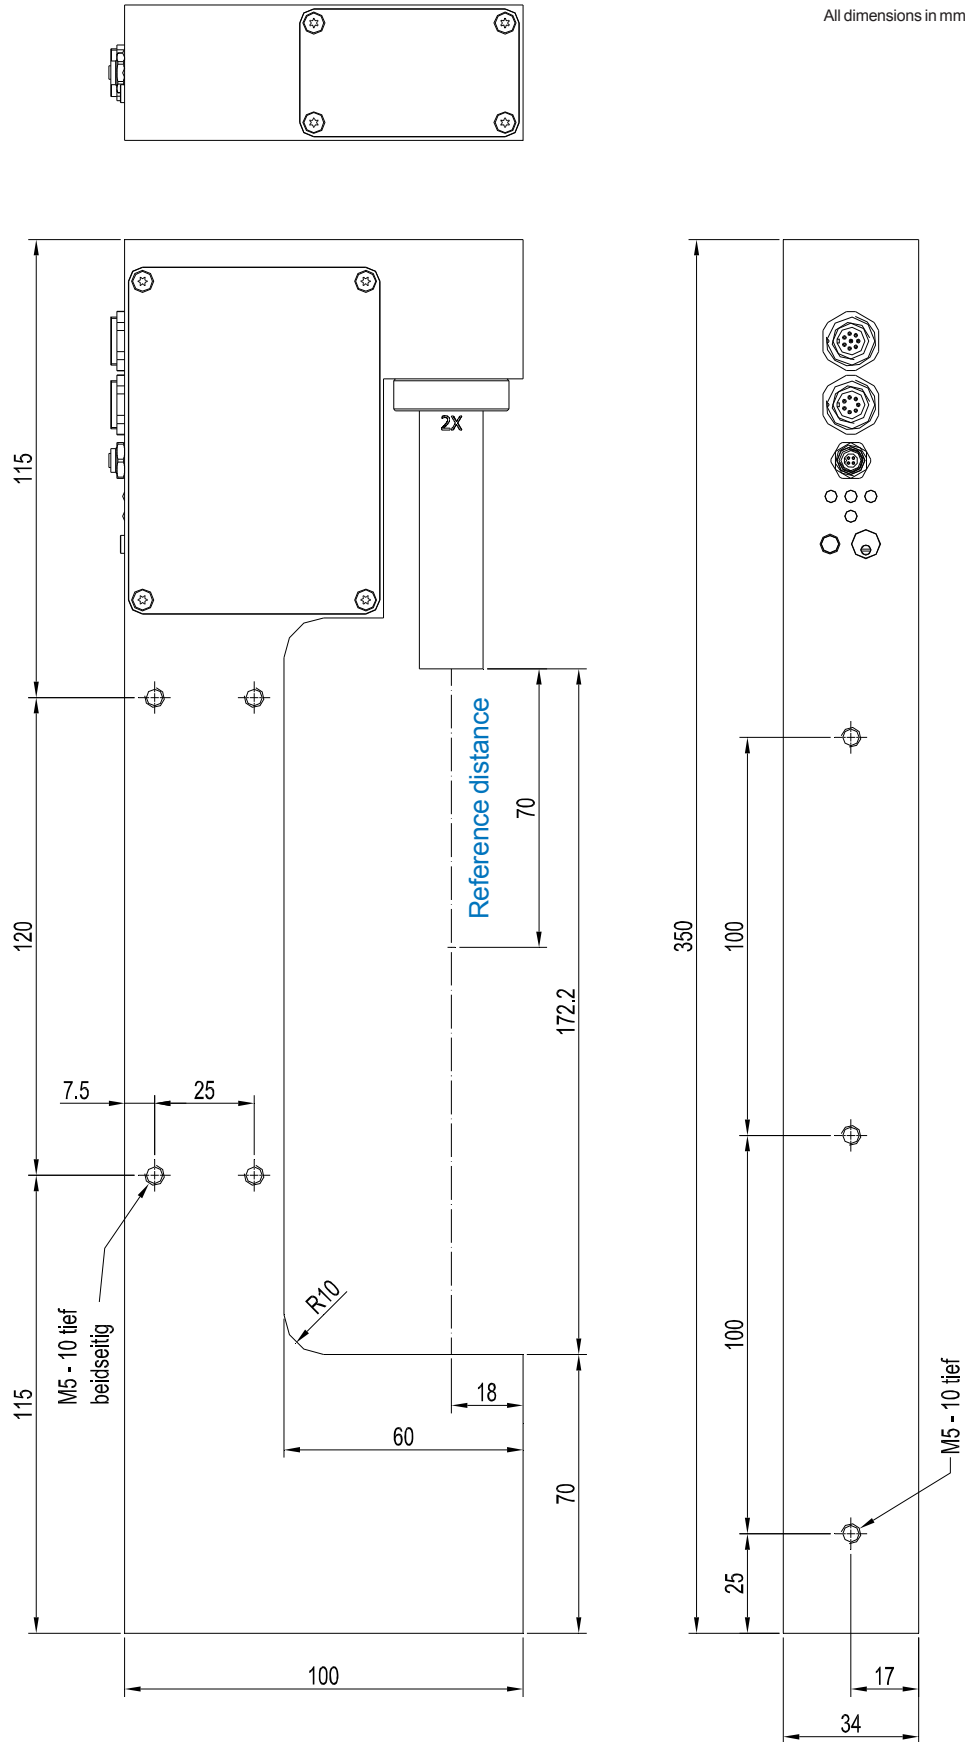 All dimensions in mm
2X
115
Reference distance
70
120
172.2
350
100
7.5
25
R10
M5 - 10 tief
beidseitig
115
18
60
70
100
M5 - 10 tief
25
100
17
34